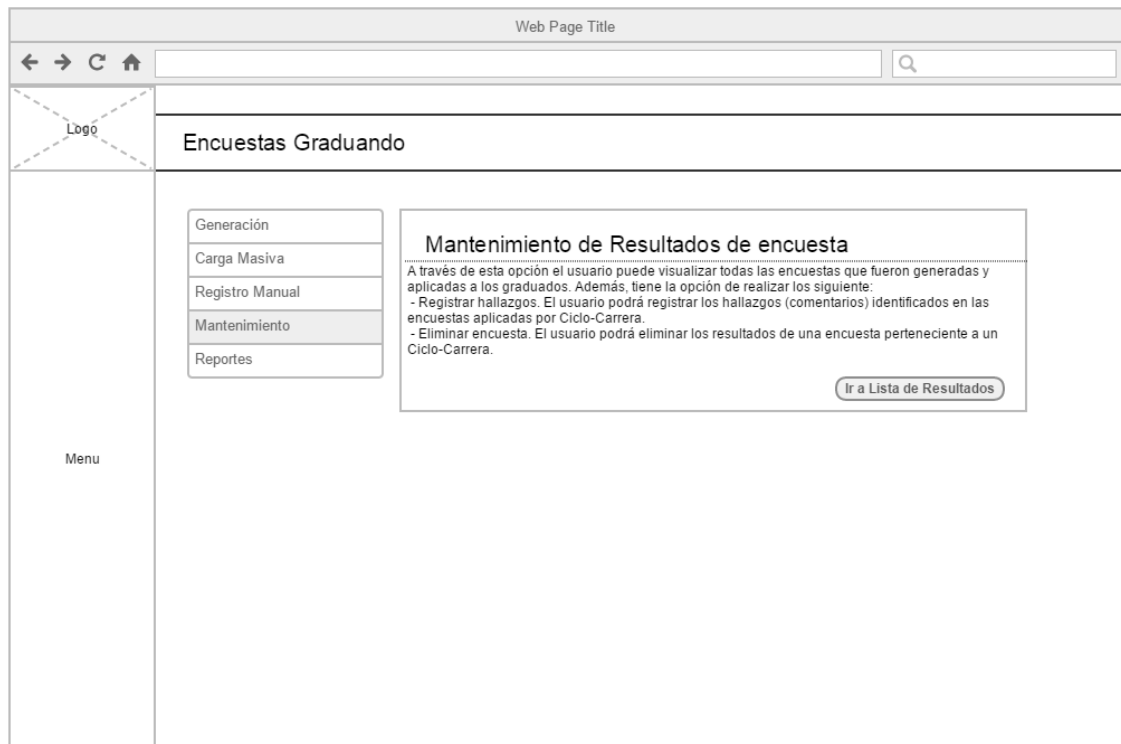 Web Page Title
Logo
Encuestas Graduando
Generación
Carga Masiva
Registro Manual
Mantenimiento
Reportes
Mantenimiento de Resultados de encuesta
A través de esta opción el usuario puede visualizar todas las encuestas que fueron generadas y
aplicadas a los graduados. Además, tiene la opción de realizar los siguiente:
- Registrar hallazgos. El usuario podrá registrar los hallazgos (comentarios) identificados en las
encuestas aplicadas por Ciclo-Carrera.
- Eliminar encuesta. El usuario podrá eliminar los resultados de una encuesta perteneciente a un
Ciclo-Carrera.
Ir a Lista de Resultados
Menu